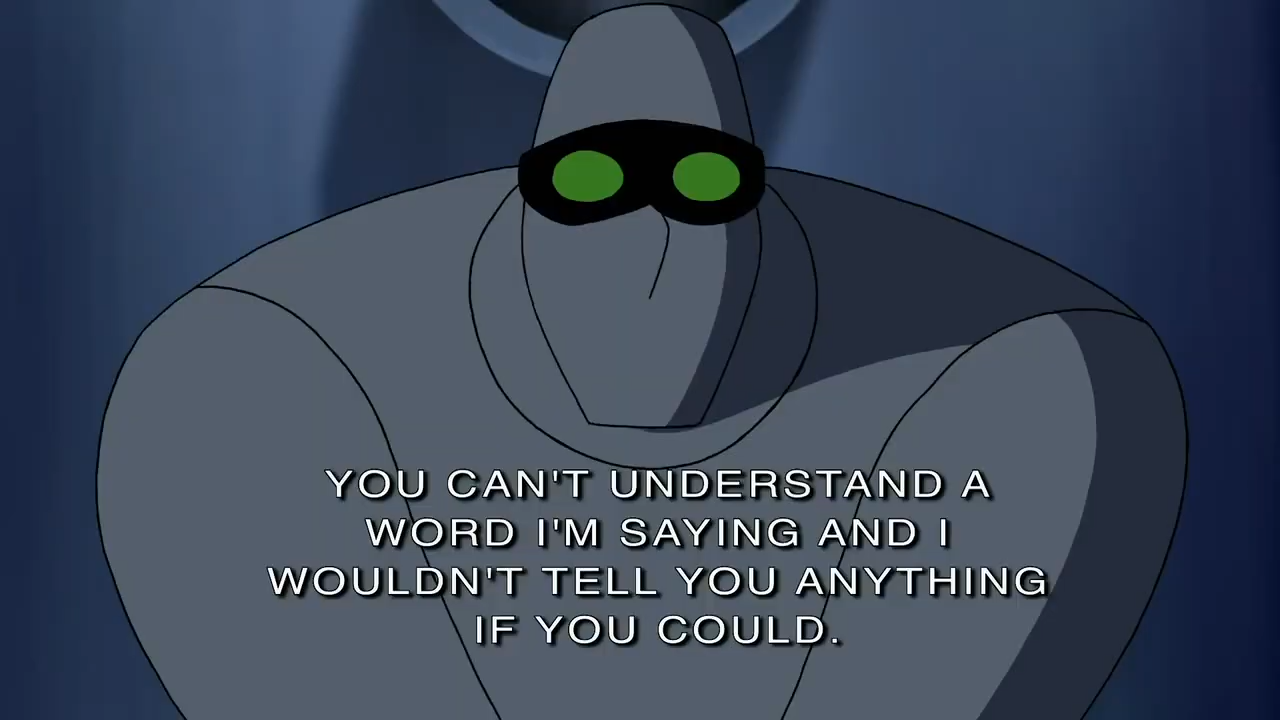 YOU CAN'T UNDERSTAND A
WORD I'M SAYING AND I
WOULDN'T TELL YOU ANYTHING
IF YOU COULD.